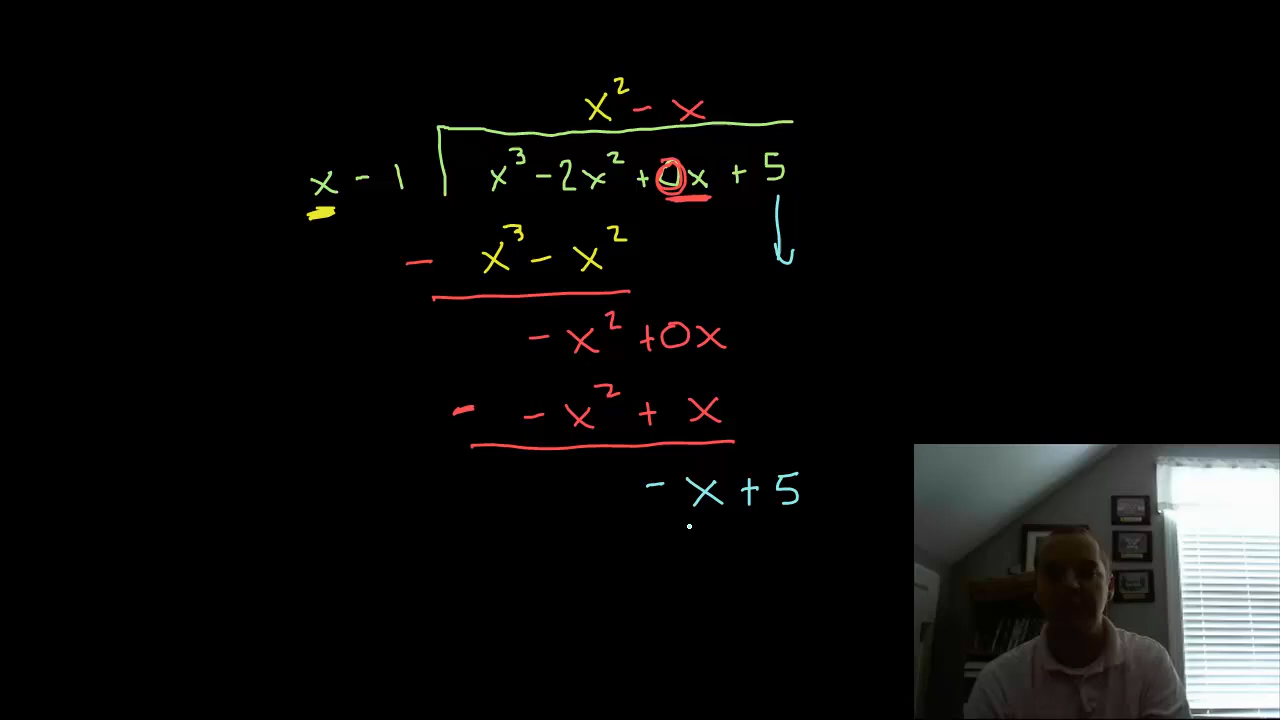 x² - x
x - 1 x³ - 2x² + 0x + 5
- x³ - x²
- x² + 0x
- - x² + x
- x + 5